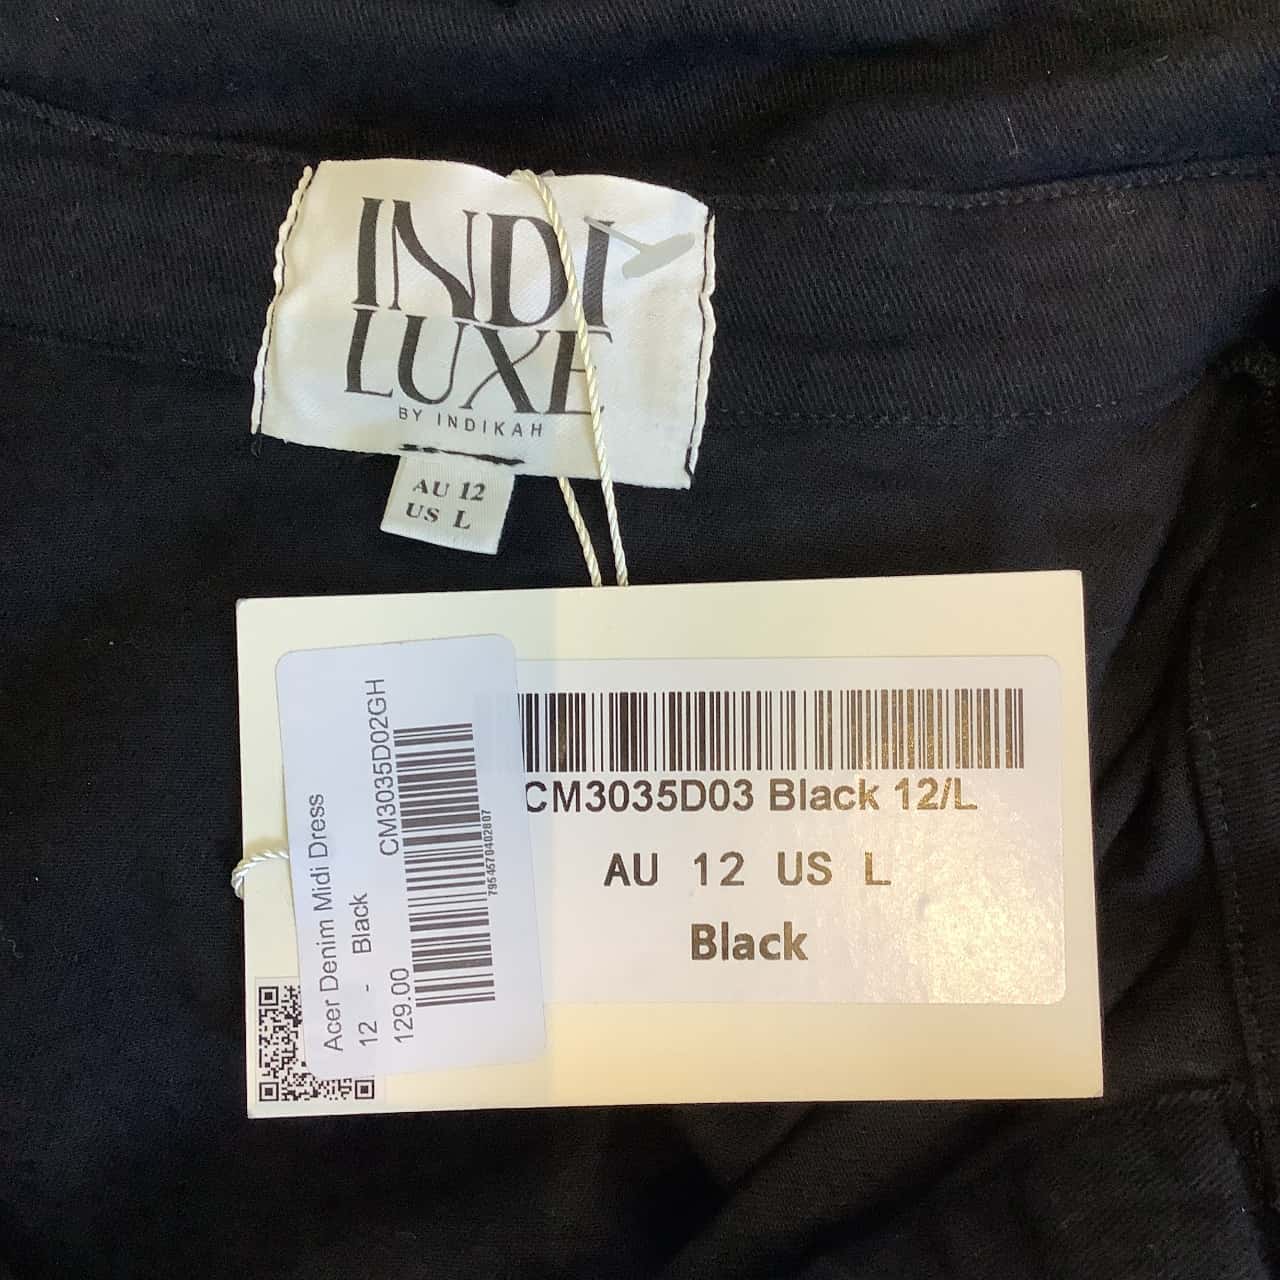 INDI
LUXE
BY INDIKAH
AU 12
US L
CM3035D03 Black 12/L
AU 12 US L
Black
Acer Denim Midi Dress
12 - Black CM3035D02GH
129.00
7954670402807